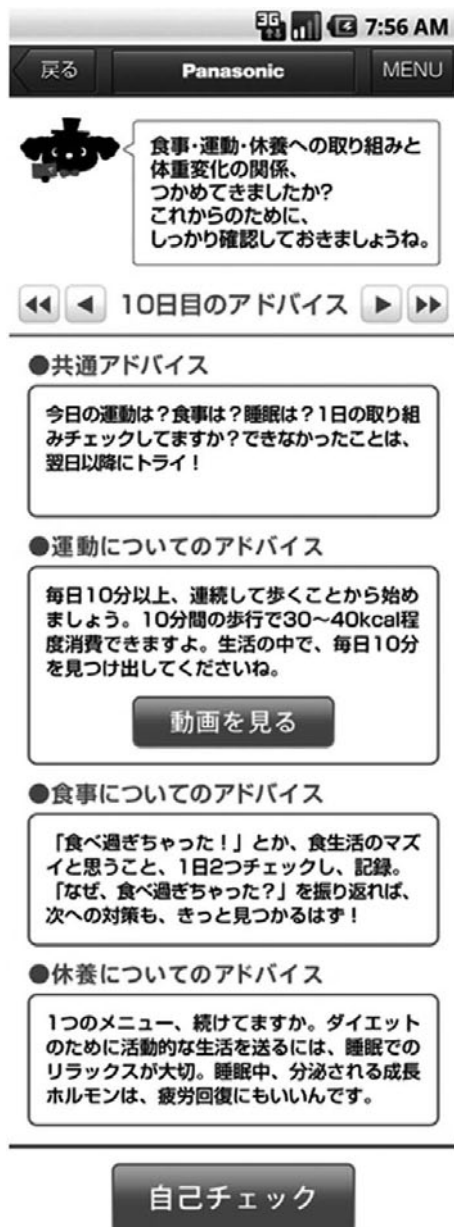 3G 7:56 AM
戻る Panasonic MENU
食事・運動・休養への取り組みと
体重変化の関係、
つかめてきましたか?
これからのために、
しっかり確認しておきましょうね。
10日目のアドバイス
●共通アドバイス
今日の運動は？食事は？睡眠は？1日の取り組
みチェックしてますか？できなかったことは、
翌日以降にトライ！
●運動についてのアドバイス
毎日10分以上、連続して歩くことから始め
ましょう。10分間の歩行で30～40kcal程
度消費できますよ。生活の中で、毎日10分
を見つけ出してくださいね。
動画を見る
●食事についてのアドバイス
「食べ過ぎちゃった！」とか、食生活のマズ
イと思うこと、1日2つチェックし、記録。
「なぜ、食べ過ぎちゃった？」を振り返れば、
次への対策も、きっと見つかるはず！
●休養についてのアドバイス
1つのメニュー、続けてますか。ダイエット
のために活動的な生活を送るには、睡眠での
リラックスが大切。睡眠中、分泌される成長
ホルモンは、疲労回復にもいいんです。
自己チェック